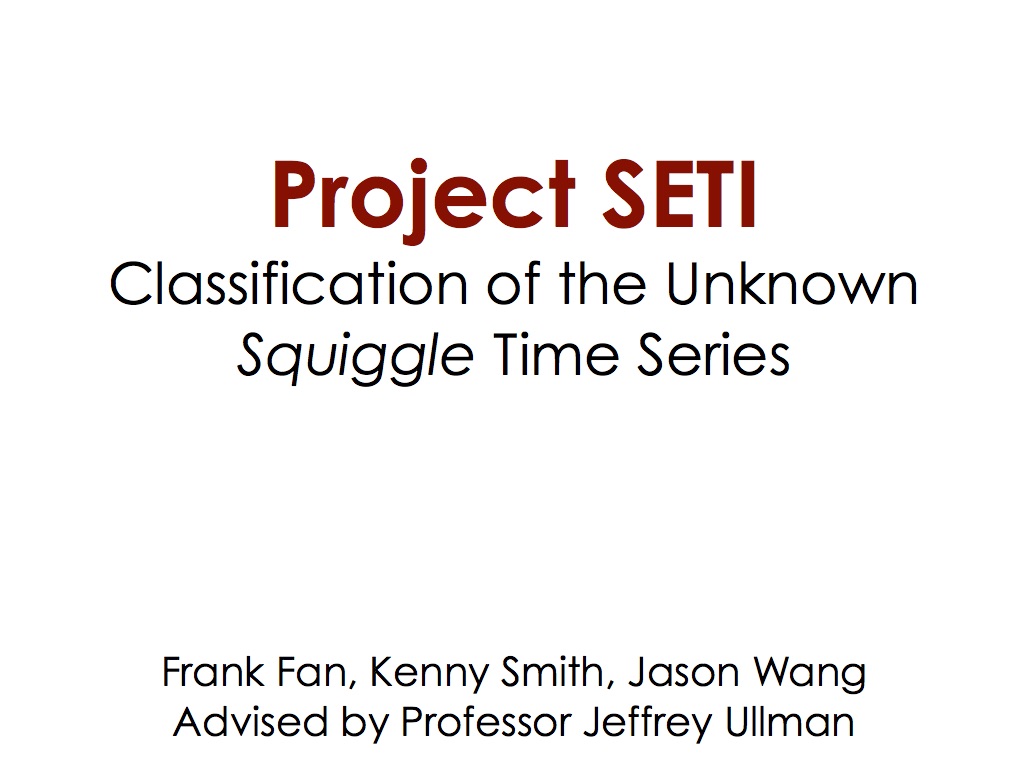 Project SETI
Classification of the Unknown
Squiggle Time Series
Frank Fan, Kenny Smith, Jason Wang
Advised by Professor Jeffrey Ullman